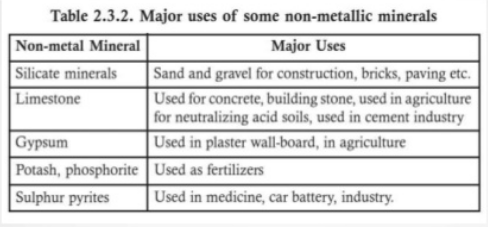 Table 2.3.2. Major uses of some non-metallic minerals
Non-metal Mineral Major Uses
Silicate minerals Sand and gravel for construction, bricks, paving etc.
Limestone Used for concrete, building stone, used in agriculture
for neutralizing acid soils, used in cement industry
Gypsum Used in plaster wall-board, in agriculture
Potash, phosphorite Used as fertilizers
Sulphur pyrites Used in medicine, car battery, industry.